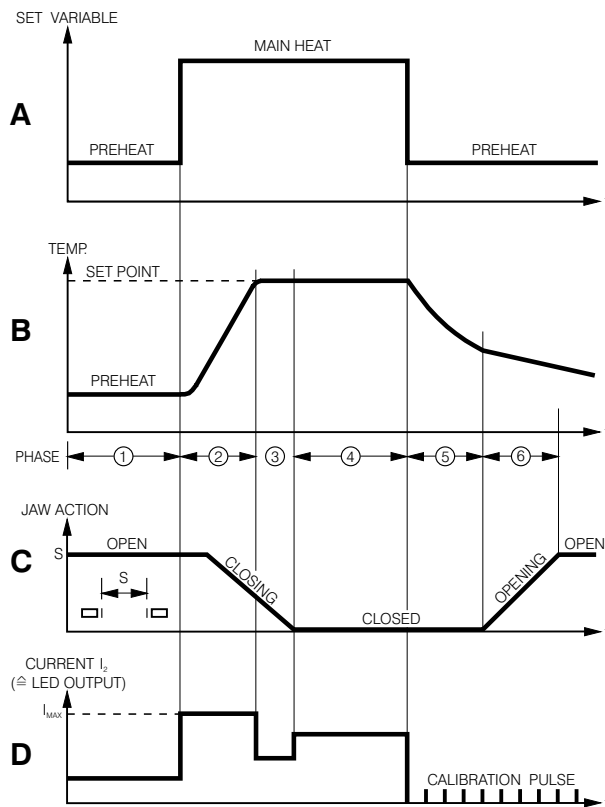 SET VARIABLE
MAIN HEAT
A
PREHEAT
PREHEAT
TEMP.
SET POINT
B
PREHEAT
PHASE 1 2 3 4 5 6
JAW ACTION
S OPEN
OPEN
C
CLOSING
OPENING
S
CLOSED
CURRENT I₂
(≙ LED OUTPUT)
IMAX
D
CALIBRATION PULSE